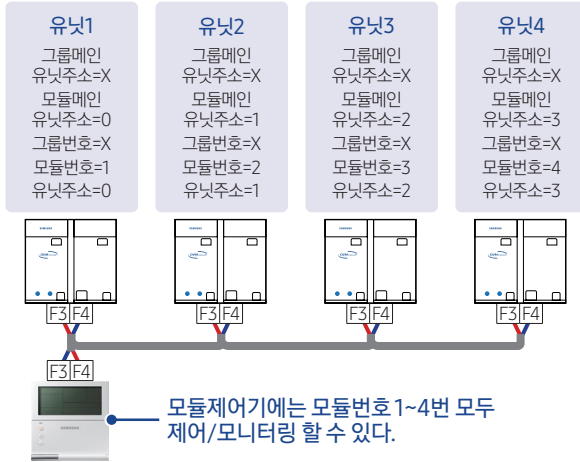 유닛1
그룹메인
유닛주소=X
모듈메인
유닛주소=0
그룹번호=X
모듈번호=1
유닛주소=0
유닛2
그룹메인
유닛주소=X
모듈메인
유닛주소=1
그룹번호=X
모듈번호=2
유닛주소=1
유닛3
그룹메인
유닛주소=X
모듈메인
유닛주소=2
그룹번호=X
모듈번호=3
유닛주소=2
유닛4
그룹메인
유닛주소=X
모듈메인
유닛주소=3
그룹번호=X
모듈번호=4
유닛주소=3
F3 F4
F3 F4
F3 F4
F3 F4
F3 F4
SAMSUNG
모듈제어기에는 모듈번호 1~4번 모두
제어/모니터링 할 수 있다.